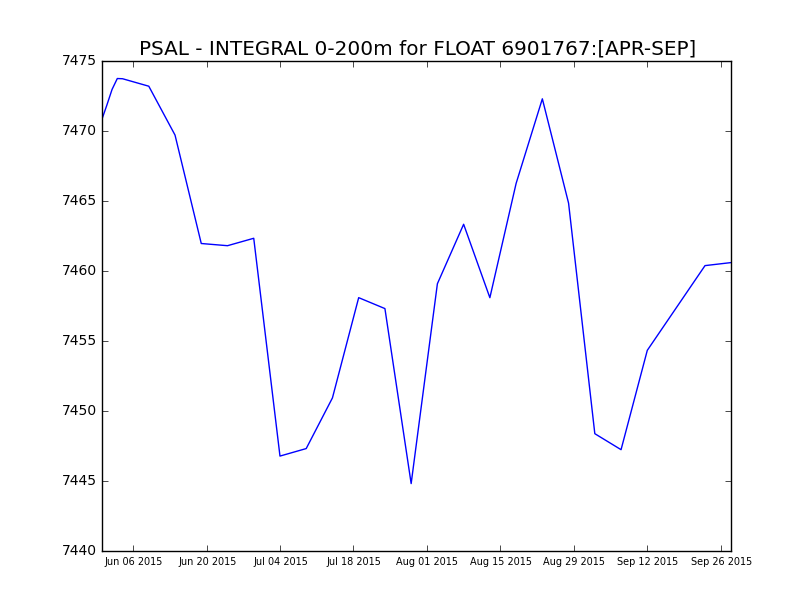 PSAL - INTEGRAL 0-200m for FLOAT 6901767:[APR-SEP]
7475
7470
7465
7460
7455
7450
7445
7440
Jun 06 2015
Jun 20 2015
Jul 04 2015
Jul 18 2015
Aug 01 2015
Aug 15 2015
Aug 29 2015
Sep 12 2015
Sep 26 2015